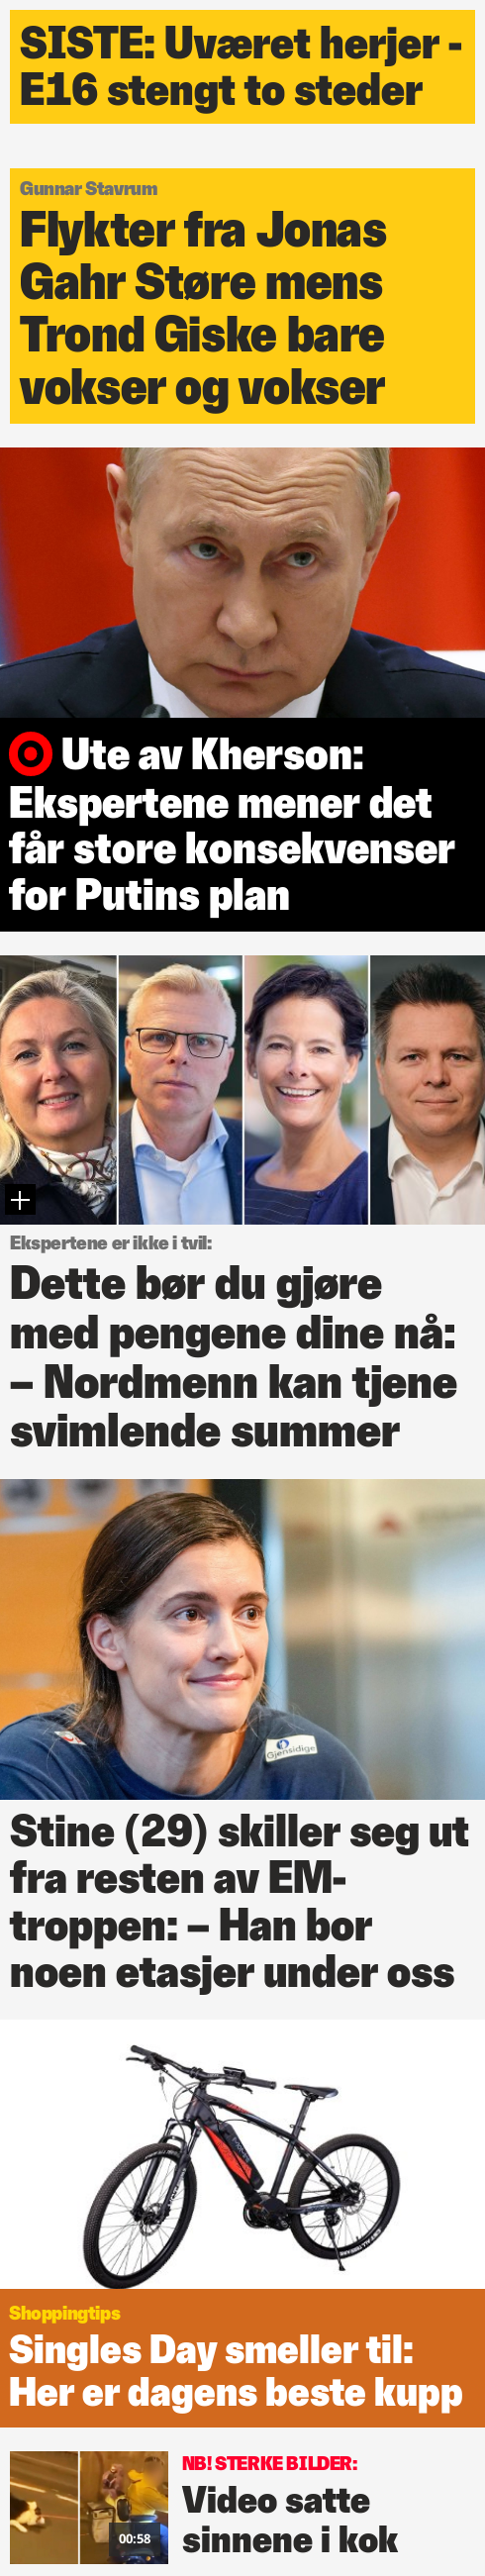 SISTE: Uværet herjer -
E16 stengt to steder
Gunnar Stavrum
Flykter fra Jonas
Gahr Støre mens
Trond Giske bare
vokser og vokser
Ute av Kherson:
Ekspertene mener det
får store konsekvenser
for Putins plan
Ekspertene er ikke i tvil:
Dette bør du gjøre
med pengene dine nå:
– Nordmenn kan tjene
svimlende summer
Gjensidige
Stine (29) skiller seg ut
fra resten av EM-
troppen: – Han bor
noen etasjer under oss
Shoppingtips
Singles Day smeller til:
Her er dagens beste kupp
NB! STERKE BILDER:
Video satte
sinnene i kok
00:58